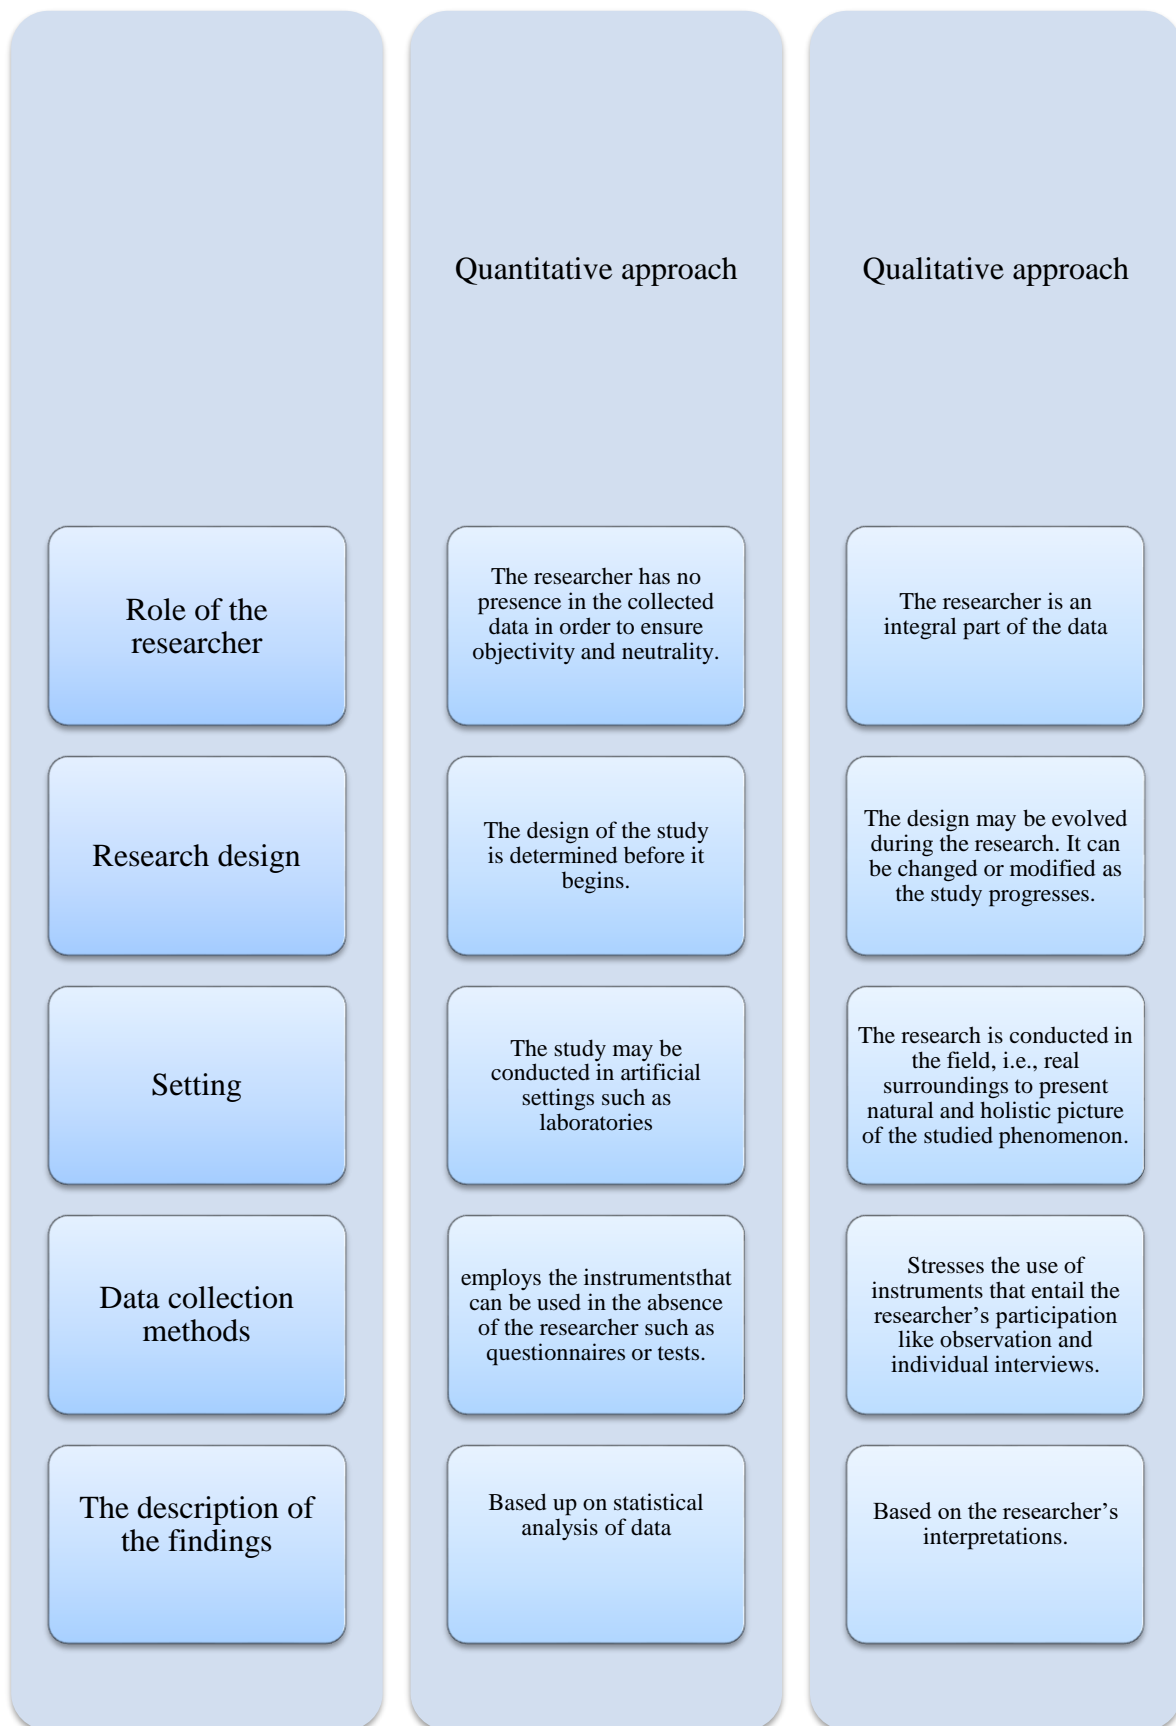 Quantitative approach
Qualitative approach
Role of the
researcher
The researcher has no
presence in the collected
data in order to ensure
objectivity and neutrality.
The researcher is an
integral part of the data
Research design
The design of the study
is determined before it
begins.
The design may be evolved
during the research. It can
be changed or modified as
the study progresses.
Setting
The study may be
conducted in artificial
settings such as
laboratories
The research is conducted in
the field, i.e., real
surroundings to present
natural and holistic picture
of the studied phenomenon.
Data collection
methods
employs the instrumentsthat
can be used in the absence
of the researcher such as
questionnaires or tests.
Stresses the use of
instruments that entail the
researcher’s participation
like observation and
individual interviews.
The description of
the findings
Based up on statistical
analysis of data
Based on the researcher’s
interpretations.